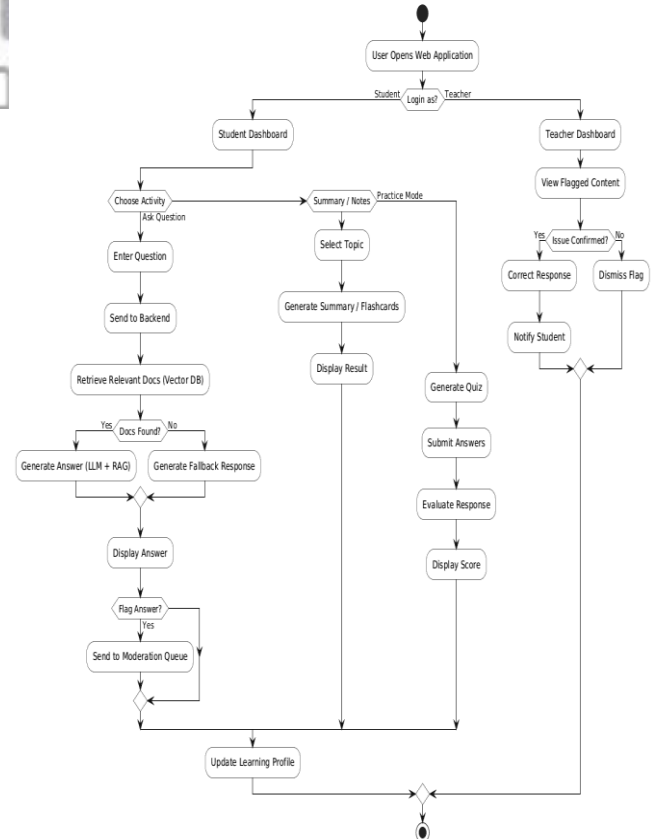 User Opens Web Application
Student
Login as?
Teacher
Student Dashboard
Teacher Dashboard
View Flagged Content
Choose Activity
Summary / Notes
Practice Mode
Ask Question
Enter Question
Select Topic
Yes
Issue Confirmed?
No
Correct Response
Dismiss Flag
Send to Backend
Generate Summary / Flashcards
Notify Student
Retrieve Relevant Docs (Vector DB)
Display Result
Generate Quiz
Yes
Docs Found?
No
Submit Answers
Generate Answer (LLM + RAG)
Generate Fallback Response
Evaluate Response
Display Answer
Display Score
Flag Answer?
Yes
Send to Moderation Queue
Update Learning Profile